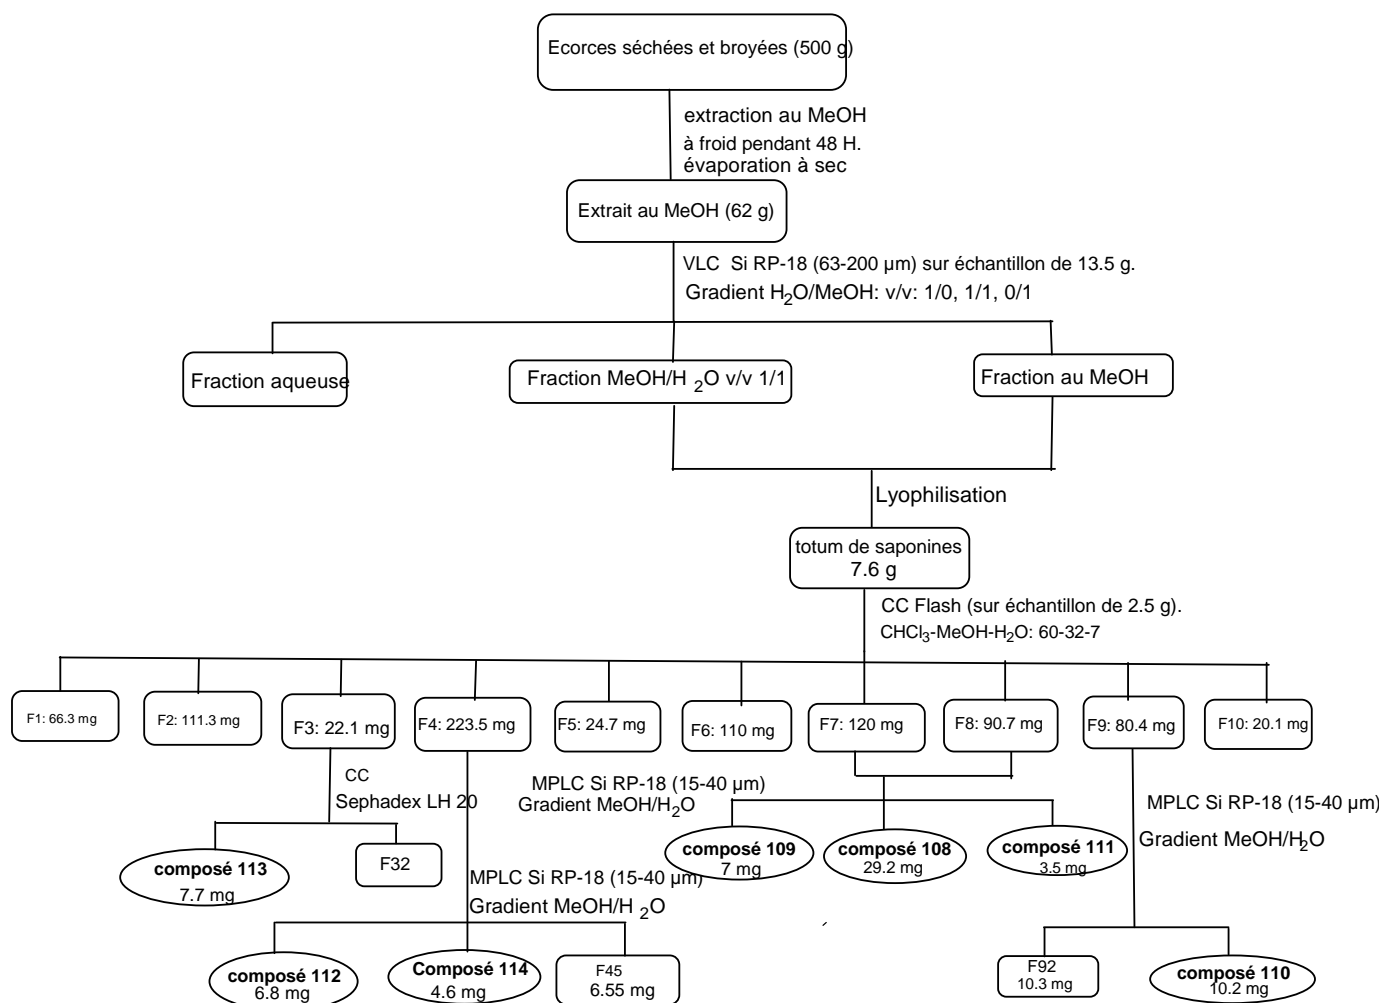 Ecorces séchées et broyées (500 g)
extraction au MeOH
à froid pendant 48 H.
évaporation à sec
Extrait au MeOH (62 g)
VLC Si RP-18 (63-200 µm) sur échantillon de 13.5 g.
Gradient H₂O/MeOH: v/v: 1/0, 1/1, 0/1
Fraction aqueuse
Fraction MeOH/H ₂O v/v 1/1
Fraction au MeOH
Lyophilisation
totum de saponines
7.6 g
CC Flash (sur échantillon de 2.5 g).
CHCl₃-MeOH-H₂O: 60-32-7
F1: 66.3 mg
F2: 111.3 mg
F3: 22.1 mg
F4: 223.5 mg
F5: 24.7 mg
F6: 110 mg
F7: 120 mg
F8: 90.7 mg
F9: 80.4 mg
F10: 20.1 mg
CC
Sephadex LH 20
MPLC Si RP-18 (15-40 µm)
Gradient MeOH/H₂O
MPLC Si RP-18 (15-40 µm)
Gradient MeOH/H₂O
composé 113
7.7 mg
F32
composé 109
7 mg
composé 108
29.2 mg
composé 111
3.5 mg
MPLC Si RP-18 (15-40 µm)
Gradient MeOH/H ₂O
composé 112
6.8 mg
Composé 114
4.6 mg
F45
6.55 mg
F92
10.3 mg
composé 110
10.2 mg